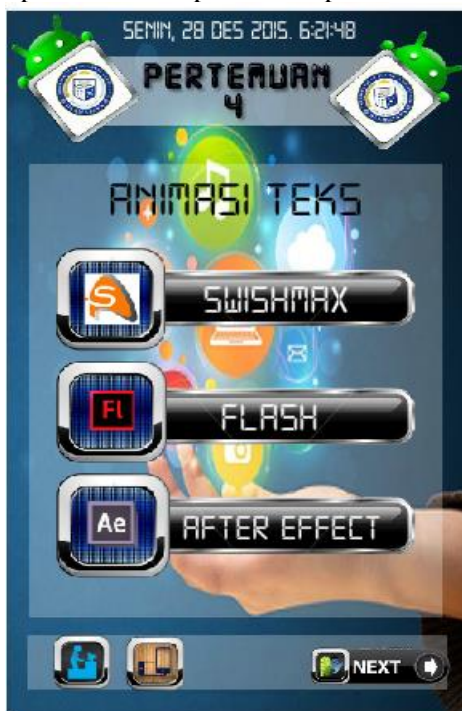 SENIN, 28 DES 2015. 6:21:48
PERTEMUAN
4
ANIMASI TEKS
S
SWISHMAX
Fl
FLASH
Ae
AFTER EFFECT
NEXT